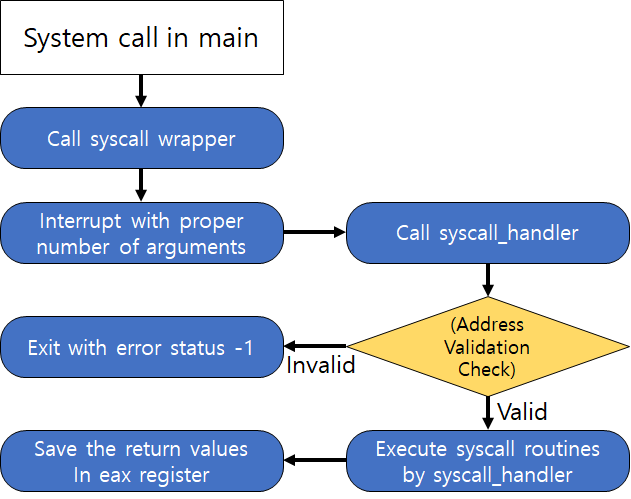 System call in main
Call syscall wrapper
Interrupt with proper
number of arguments
Call syscall_handler
(Address
Validation
Check)
Invalid
Exit with error status -1
Valid
Execute syscall routines
by syscall_handler
Save the return values
In eax register